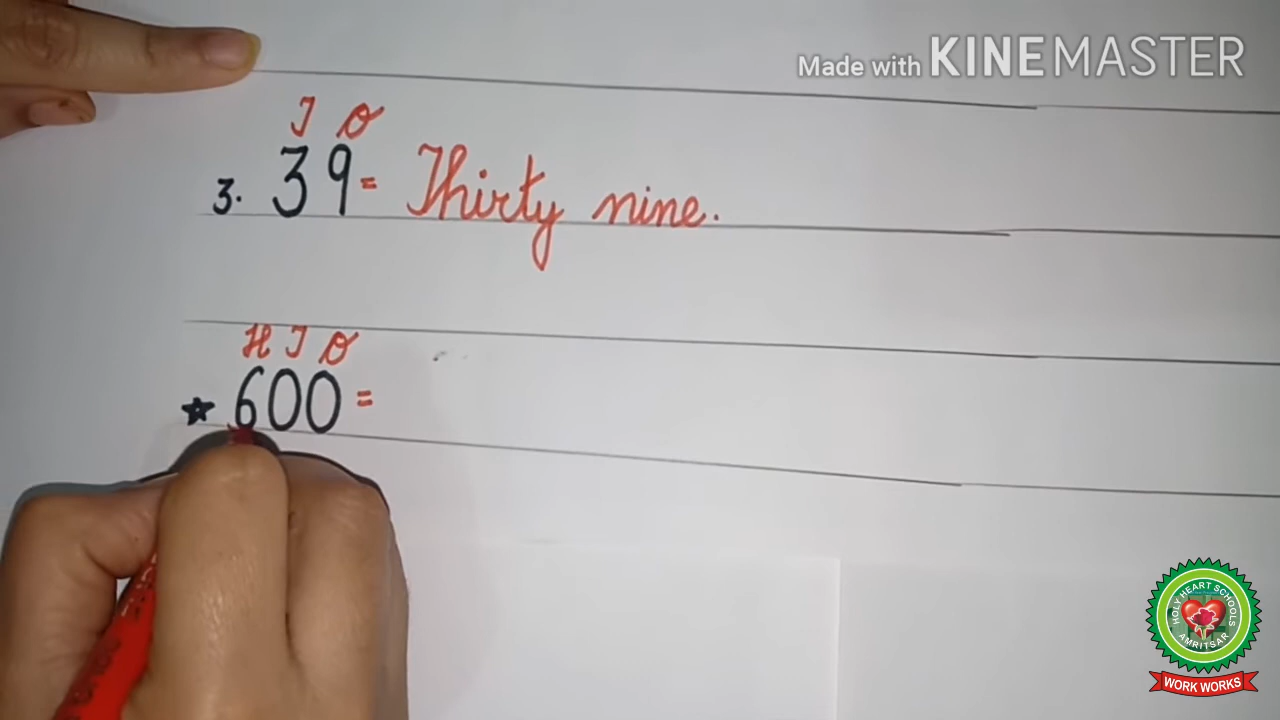 Made with KINEMASTER
T O
3. 39 = Thirty nine.
H T O
★ 600 =
HOLY HEART SCHOOLS
AMRITSAR
WORK WORKS